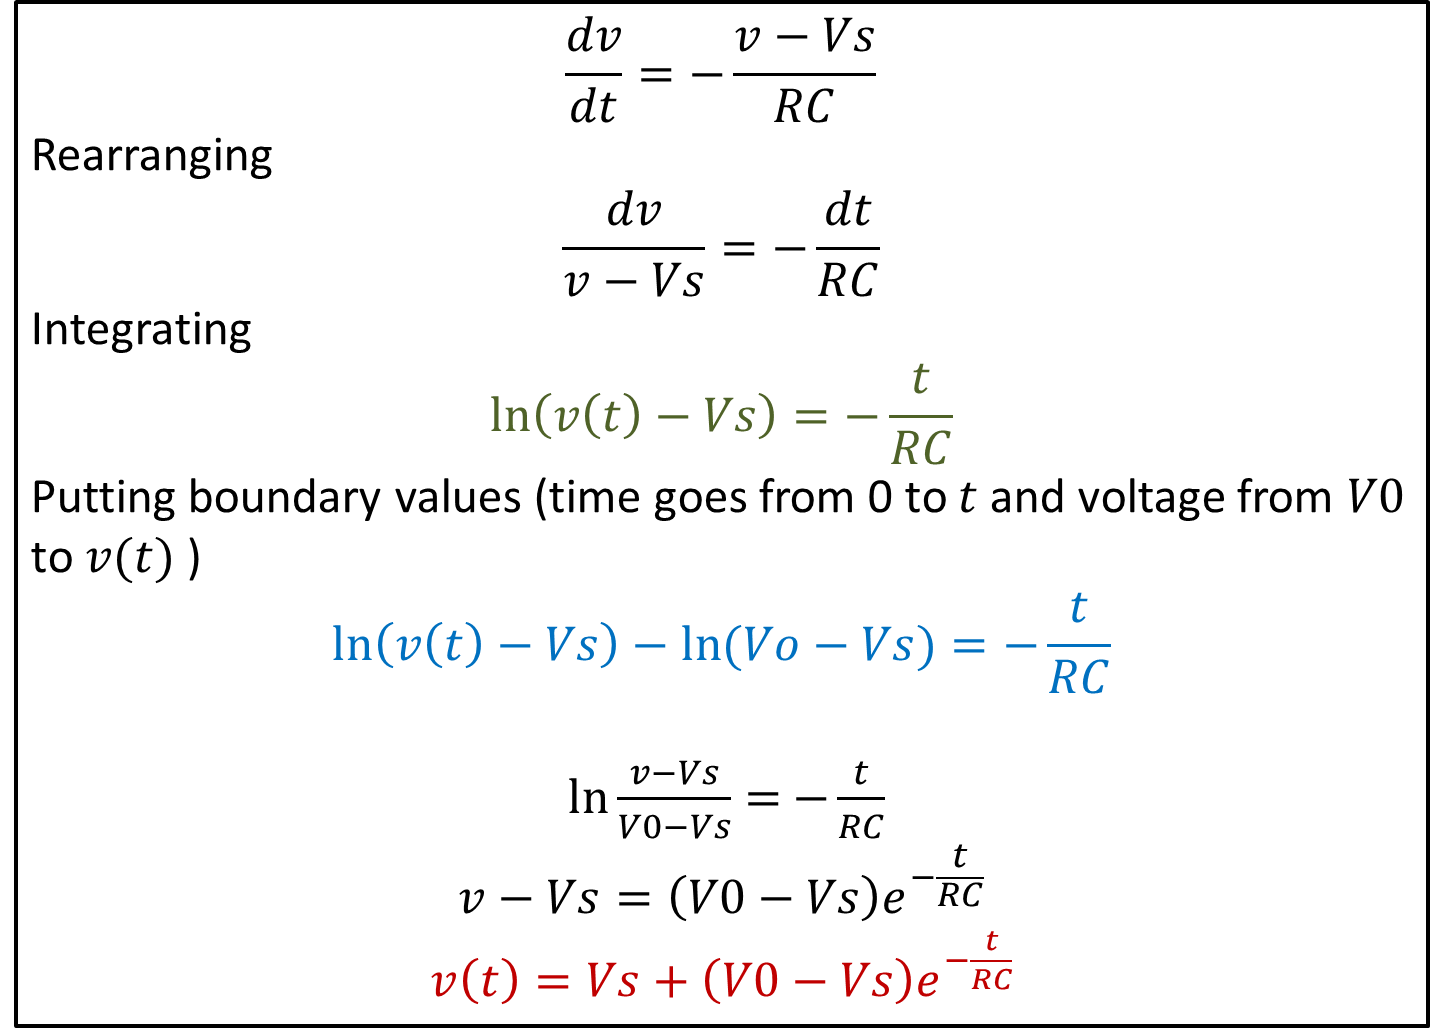 dv/dt = − (v − Vs)/RC
Rearranging
dv/(v − Vs) = − dt/RC
Integrating
ln(v(t) − Vs) = − t/RC
Putting boundary values (time goes from 0 to t and voltage from V0
to v(t) )
ln(v(t) − Vs) − ln(Vo − Vs) = − t/RC
ln (v−Vs)/(V0−Vs) = − t/RC
v − Vs = (V0 − Vs)e^(−t/RC)
v(t) = Vs + (V0 − Vs)e^(−t/RC)